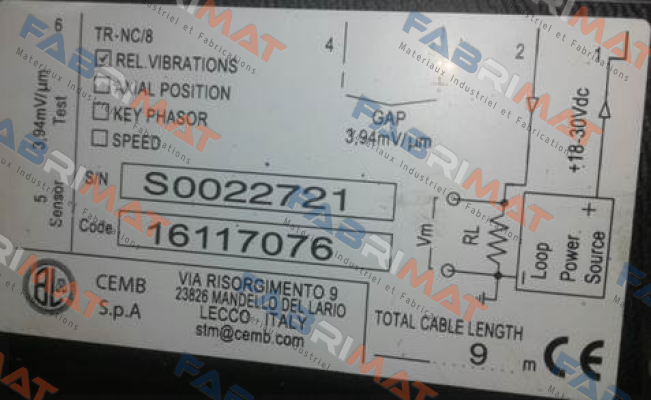 TR-NC/8
☑ REL. VIBRATIONS
☐ AXIAL POSITION
☐ KEY PHASOR
☐ SPEED
6
3,94mV/µm
Test
5
Sensor
4
GAP
3,94mV/µm
2
1
+18-30Vdc
S/N S0022721
Code 16117076
Vm
RL
Loop
Power
Source
+
−
CEMB
S.p.A
VIA RISORGIMENTO 9
23826 MANDELLO DEL LARIO
LECCO ITALY
stm@cemb.com
TOTAL CABLE LENGTH
9 m
CE
FABRIMAT
Materiaux Industriel et Fabrications